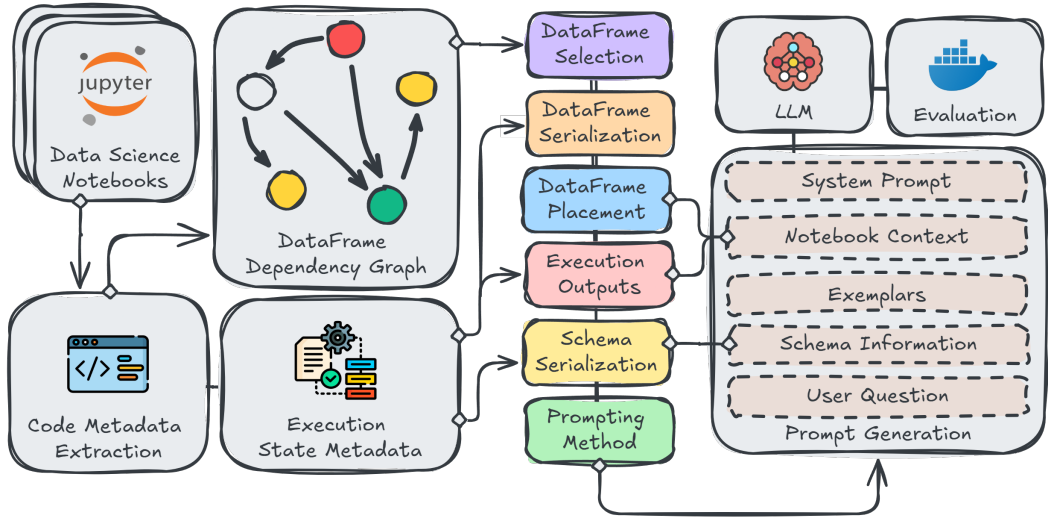 jupyter
Data Science
Notebooks
DataFrame
Dependency Graph
Code Metadata
Extraction
Execution
State Metadata
DataFrame
Selection
DataFrame
Serialization
DataFrame
Placement
Execution
Outputs
Schema
Serialization
Prompting
Method
LLM
Evaluation
System Prompt
Notebook Context
Exemplars
Schema Information
User Question
Prompt Generation